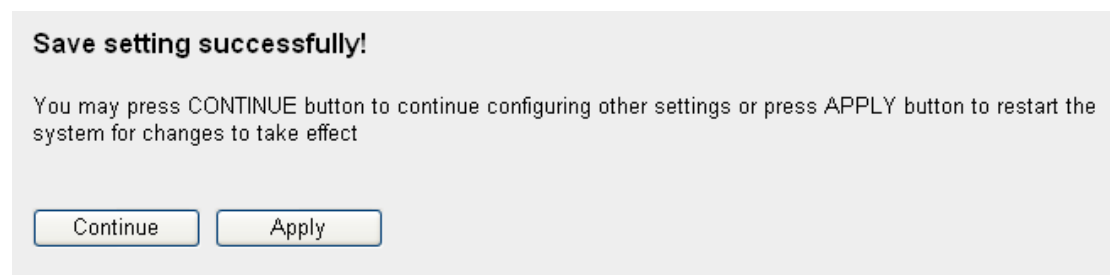 Save setting successfully!
You may press CONTINUE button to continue configuring other settings or press APPLY button to restart the
system for changes to take effect
Continue
Apply